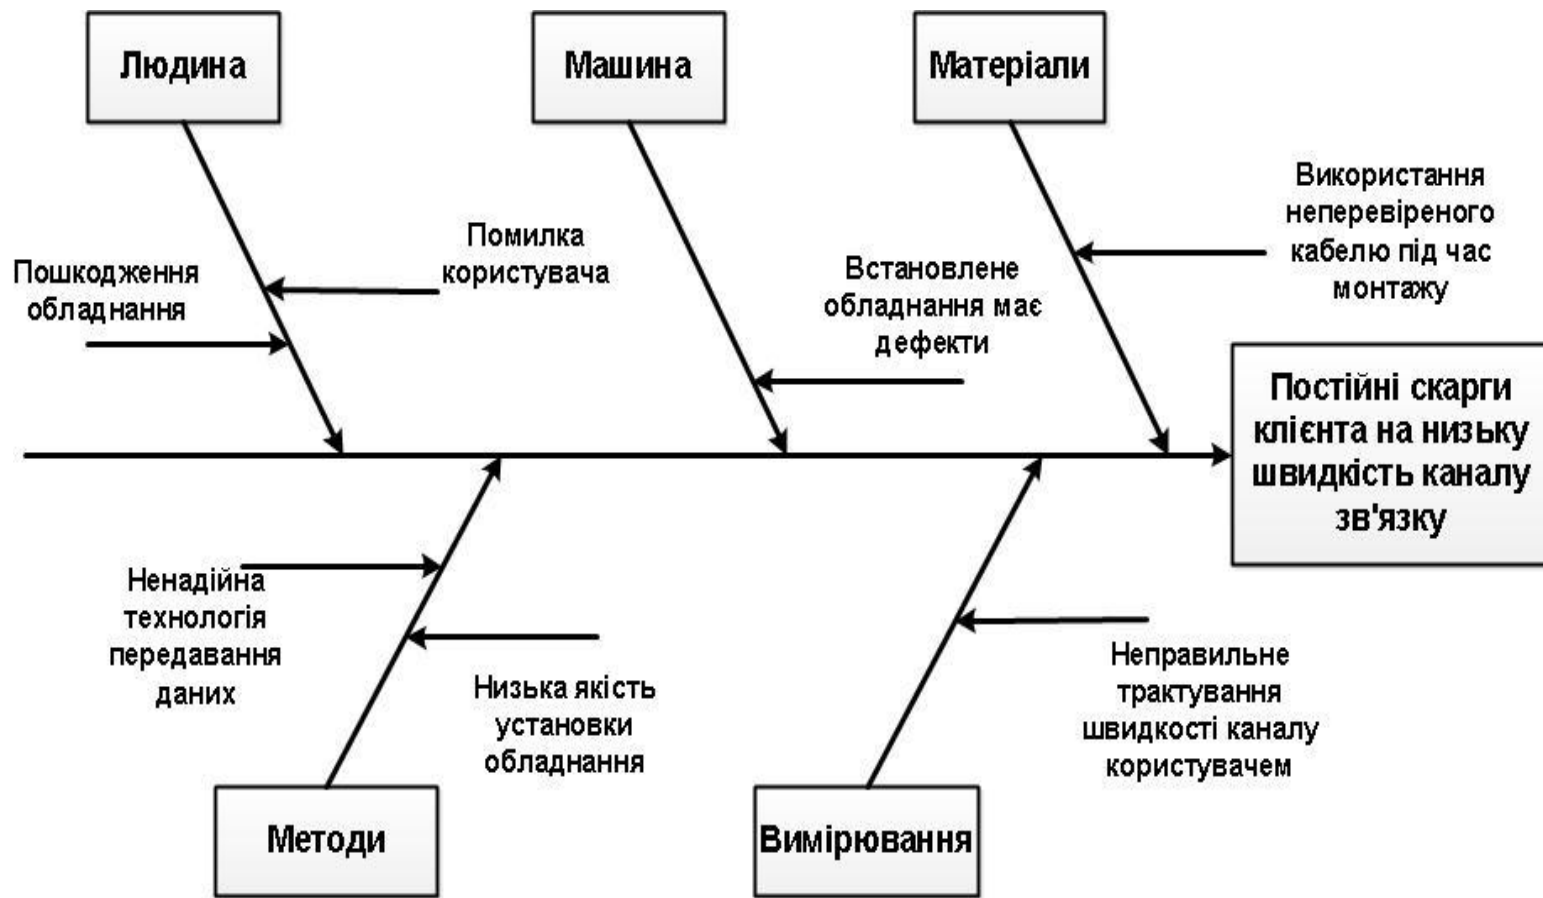 Людина
Машина
Матеріали
Використання
неперевіреного
кабелю під час
монтажу
Помилка
користувача
Пошкодження
обладнання
Встановлене
обладнання має
дефекти
Постійні скарги
клієнта на низьку
швидкість каналу
зв'язку
Ненадійна
технологія
передавання
даних
Низька якість
установки
обладнання
Неправильне
трактування
швидкості каналу
користувачем
Методи
Вимірювання